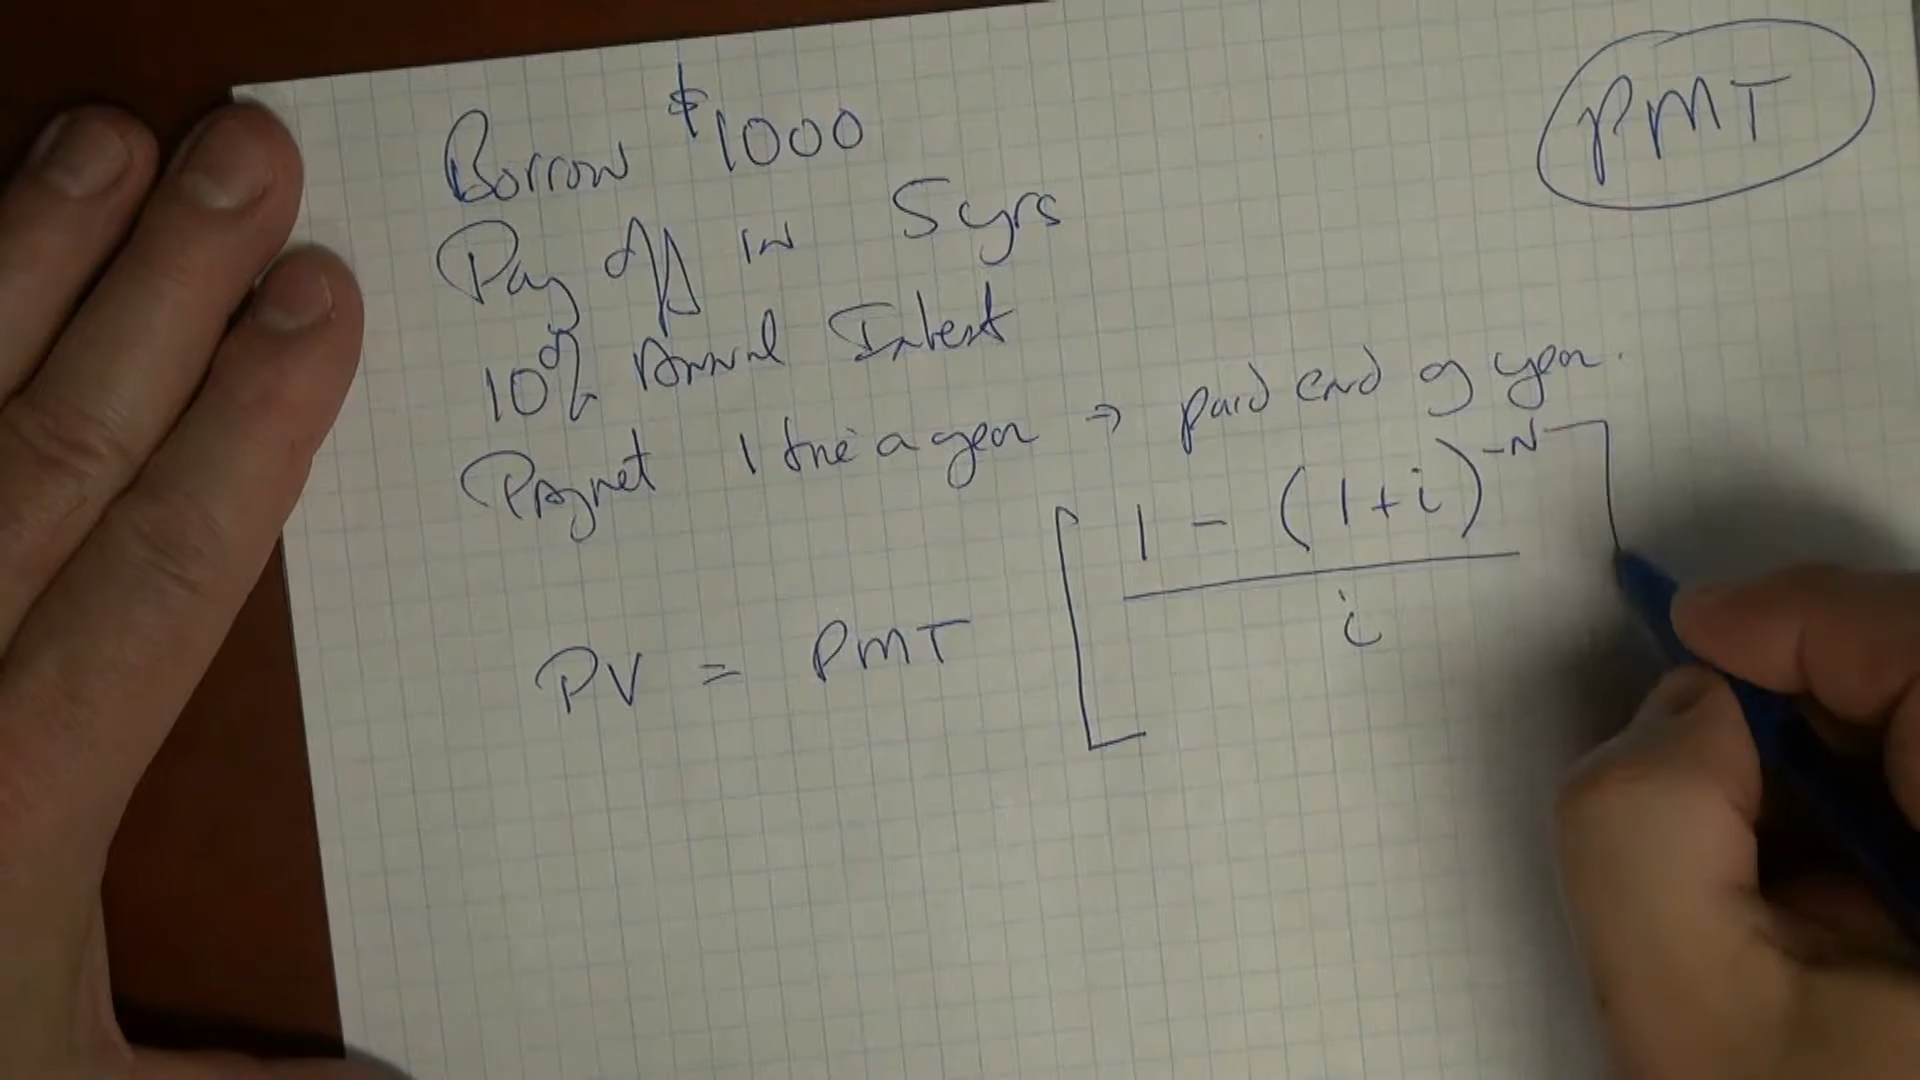 PMT
Borrow $1000
Pay off in 5 yrs
10% Annual Interest
Payment 1 time a year → paid end of year.
PV = PMT [ 1 - (1+i)^-N / i ]